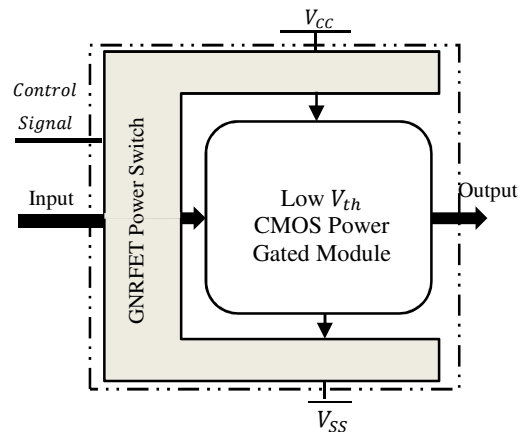 V_CC
Control
Signal
Input
GNRFET Power Switch
Low V_th
CMOS Power
Gated Module
Output
V_SS